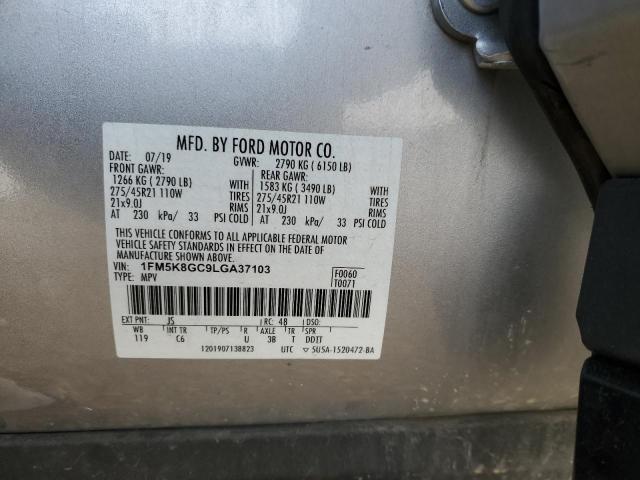 MFD. BY FORD MOTOR CO.
DATE: 07/19 GVWR: 2790 KG ( 6150 LB)
FRONT GAWR: REAR GAWR:
1266 KG ( 2790 LB) WITH 1583 KG ( 3490 LB) WITH
275/45R21 110W TIRES 275/45R21 110W TIRES
21x9.0J RIMS 21x9.0J RIMS
AT 230 kPa/ 33 PSI COLD AT 230 kPa/ 33 PSI COLD
THIS VEHICLE CONFORMS TO ALL APPLICABLE FEDERAL MOTOR
VEHICLE SAFETY STANDARDS IN EFFECT ON THE DATE OF
MANUFACTURE SHOWN ABOVE.
VIN: 1FM5K8GC9LGA37103 F0060
TYPE: MPV T0071
EXT PNT: JS RC: 48 DSO:
WB INT TR TP/PS R AXLE TR SPR
119 C6 U 3B T DDTT
1201907138823 UTC ▽ 5U5A-1520472-BA